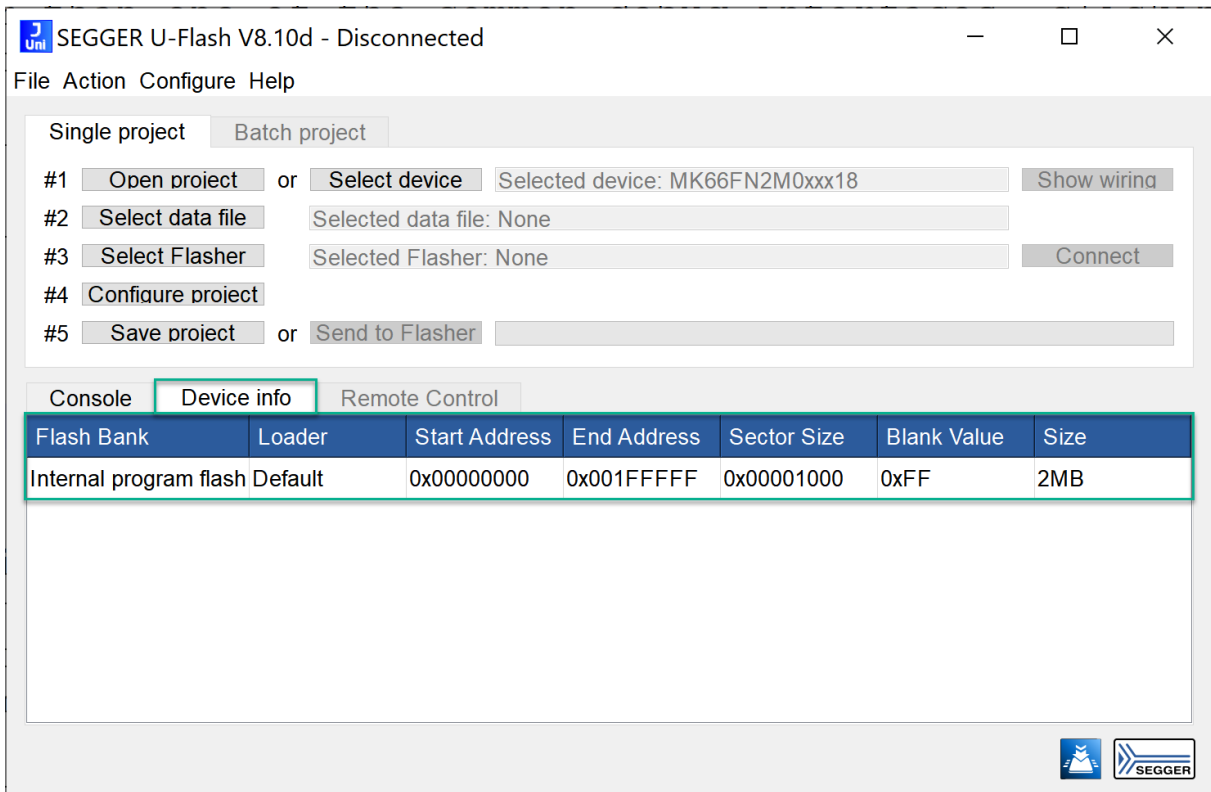 J
Uni
SEGGER U-Flash V8.10d - Disconnected
File Action Configure Help
Single project Batch project
#1 Open project or Select device Selected device: MK66FN2M0xxx18 Show wiring
#2 Select data file Selected data file: None
#3 Select Flasher Selected Flasher: None Connect
#4 Configure project
#5 Save project or Send to Flasher
Console Device info Remote Control
Flash Bank Loader Start Address End Address Sector Size Blank Value Size
Internal program flash Default 0x00000000 0x001FFFFF 0x00001000 0xFF 2MB
SEGGER